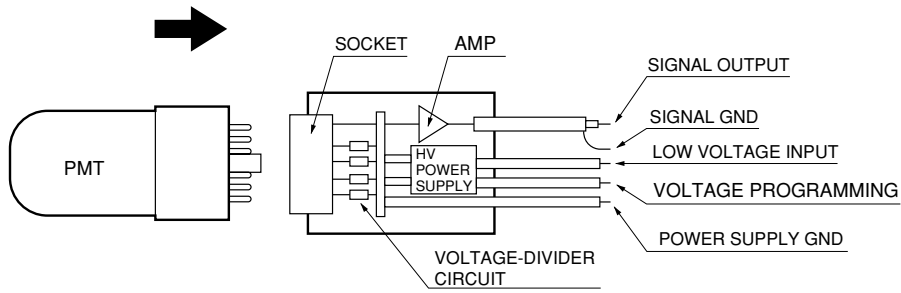 SOCKET
AMP
SIGNAL OUTPUT
SIGNAL GND
LOW VOLTAGE INPUT
PMT
HV
POWER
SUPPLY
VOLTAGE PROGRAMMING
POWER SUPPLY GND
VOLTAGE-DIVIDER
CIRCUIT